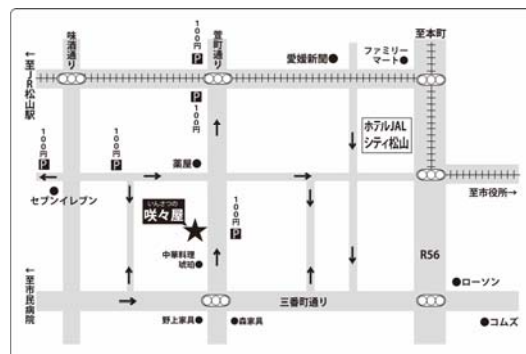 至本町
味酒通り
萱町通り
100円
P
愛媛新聞
ファミリー
マート
←至JR松山駅
P
100円
ホテルJAL
シティ松山
100円
P
100円
P
薬屋
セブンイレブン
至市役所→
いんさつの
咲々屋
100円
P
中華料理
琥珀
R56
←至市民病院
ローソン
三番町通り
野上家具
森家具
コムズ